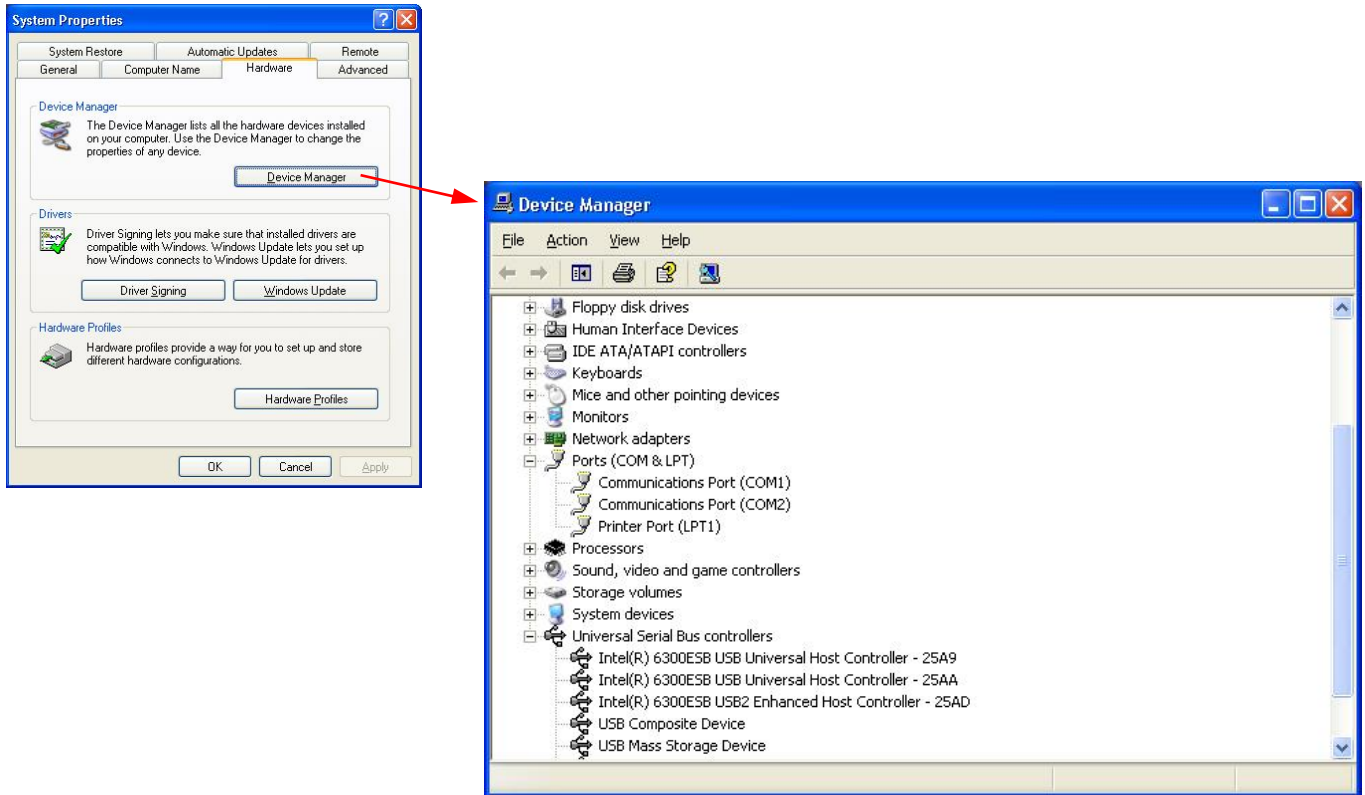 System Properties
System Restore Automatic Updates Remote
General Computer Name Hardware Advanced
Device Manager
The Device Manager lists all the hardware devices installed
on your computer. Use the Device Manager to change the
properties of any device.
Device Manager
Drivers
Driver Signing lets you make sure that installed drivers are
compatible with Windows. Windows Update lets you set up
how Windows connects to Windows Update for drivers.
Driver Signing Windows Update
Hardware Profiles
Hardware profiles provide a way for you to set up and store
different hardware configurations.
Hardware Profiles
OK Cancel Apply
Device Manager
File Action View Help
Floppy disk drives
Human Interface Devices
IDE ATA/ATAPI controllers
Keyboards
Mice and other pointing devices
Monitors
Network adapters
Ports (COM & LPT)
Communications Port (COM1)
Communications Port (COM2)
Printer Port (LPT1)
Processors
Sound, video and game controllers
Storage volumes
System devices
Universal Serial Bus controllers
Intel(R) 6300ESB USB Universal Host Controller - 25A9
Intel(R) 6300ESB USB Universal Host Controller - 25AA
Intel(R) 6300ESB USB2 Enhanced Host Controller - 25AD
USB Composite Device
USB Mass Storage Device